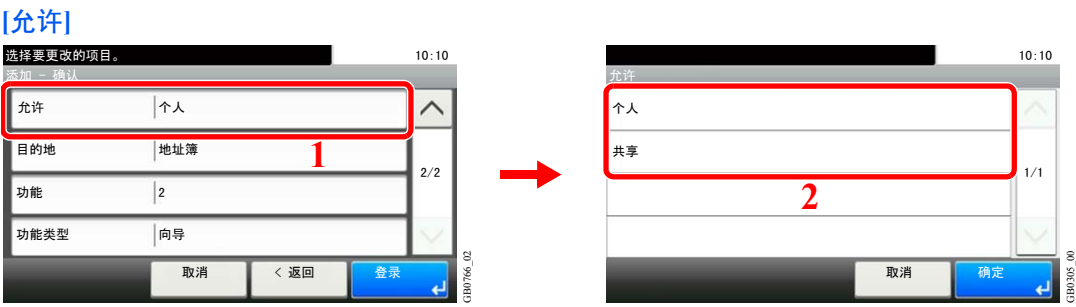 [允许]
选择要更改的项目。
10:10
添加 - 确认
允许 个人
目的地 地址簿
功能 2
功能类型 向导
1
2/2
取消 < 返回 登录
GB0766_02
10:10
允许
个人
共享
2
1/1
取消 确定
GB0305_00